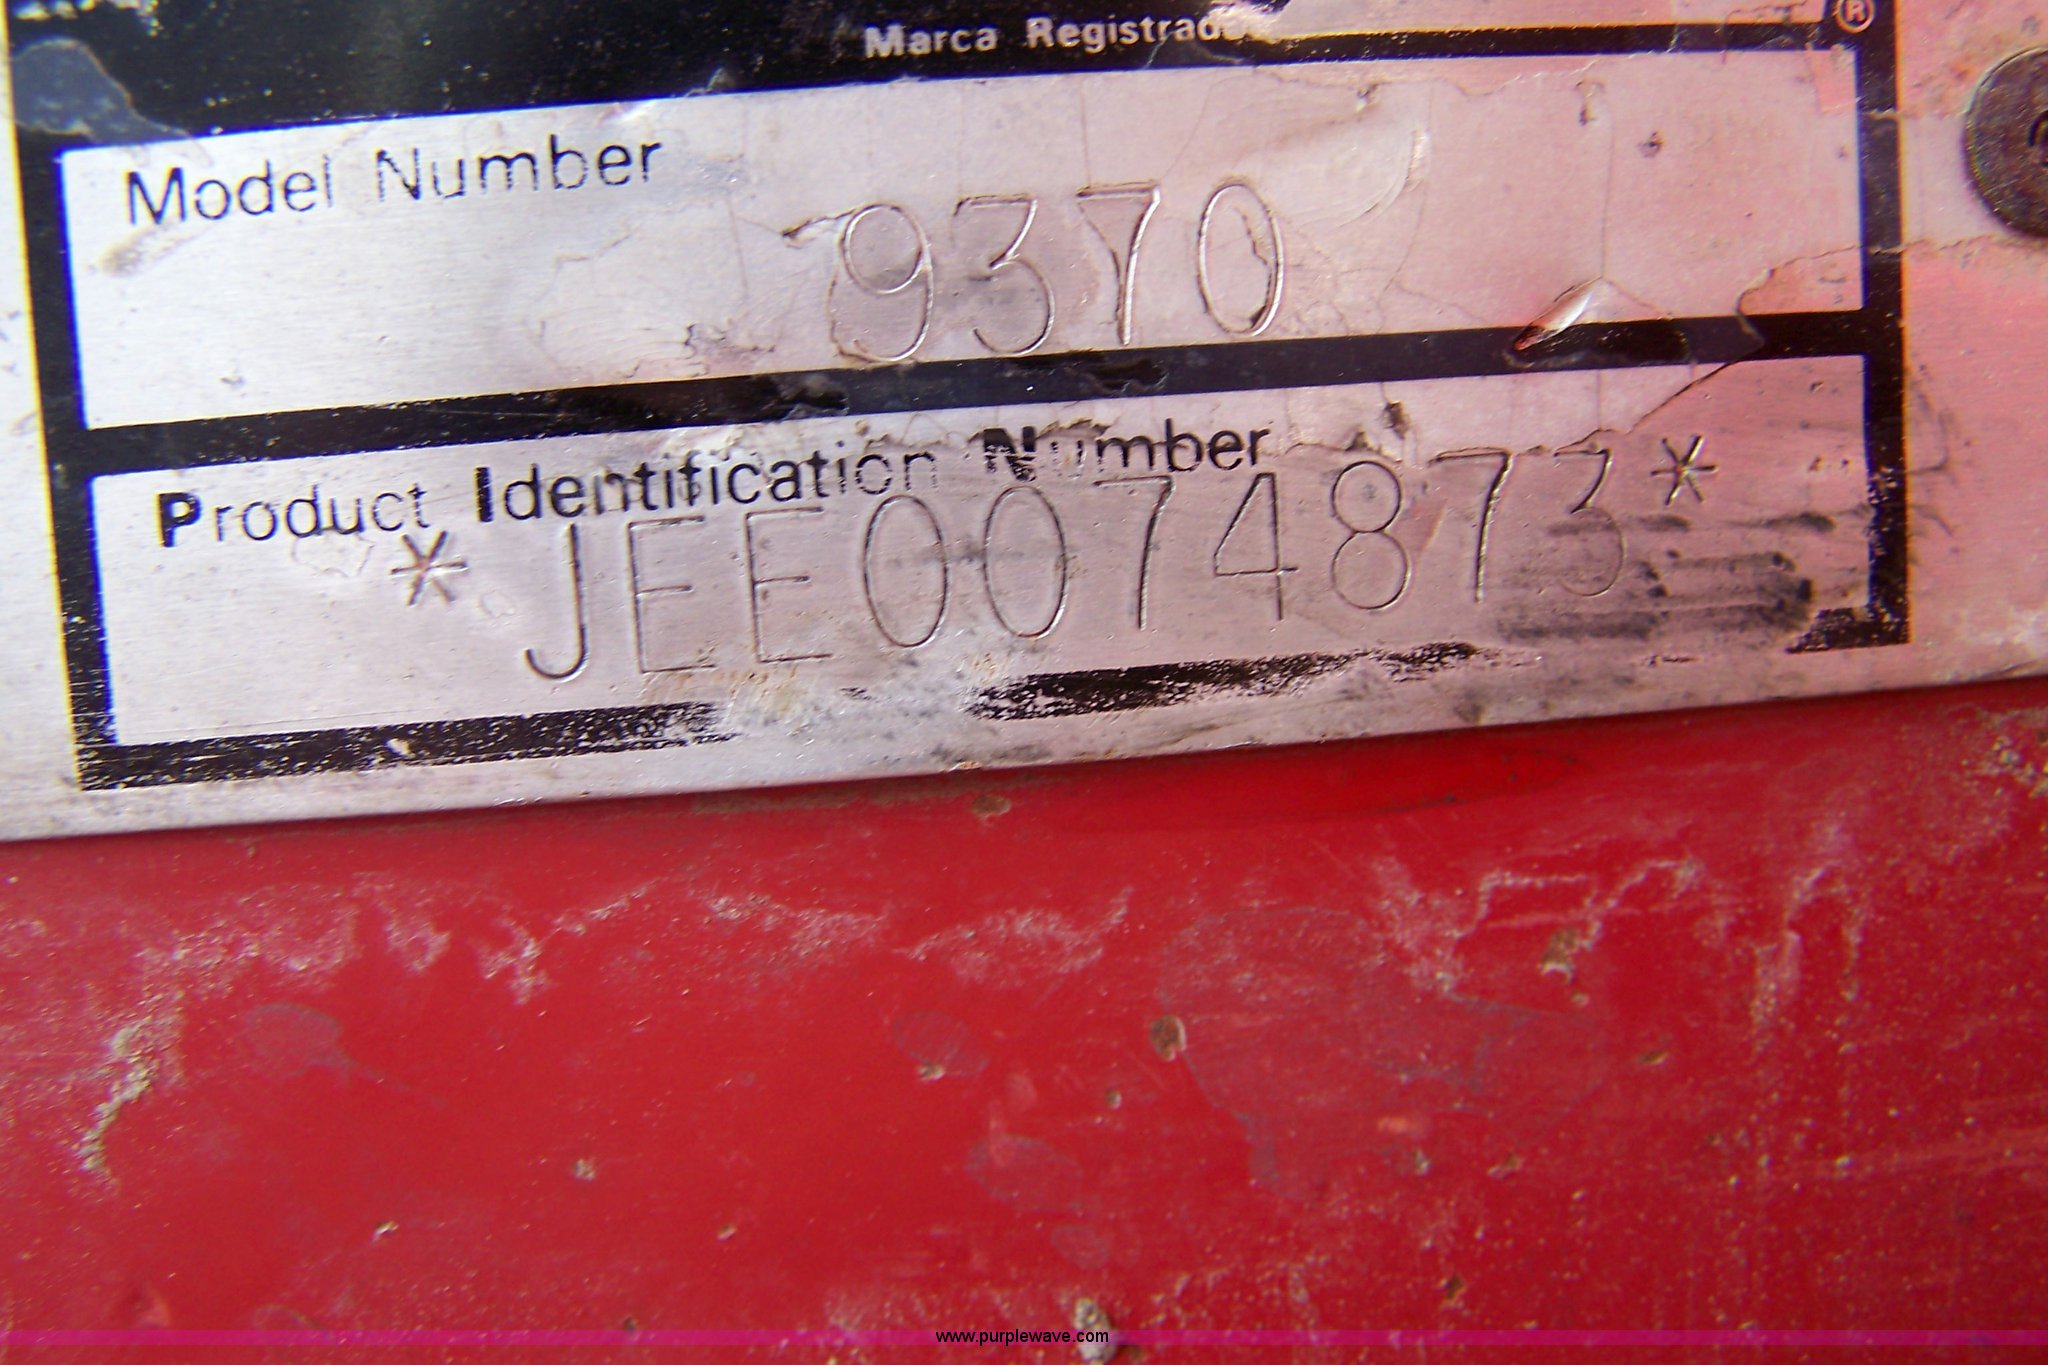 Marca Registrada ®
Model Number
9370
Product Identification Number
*JEE0074873*
www.purplewave.com